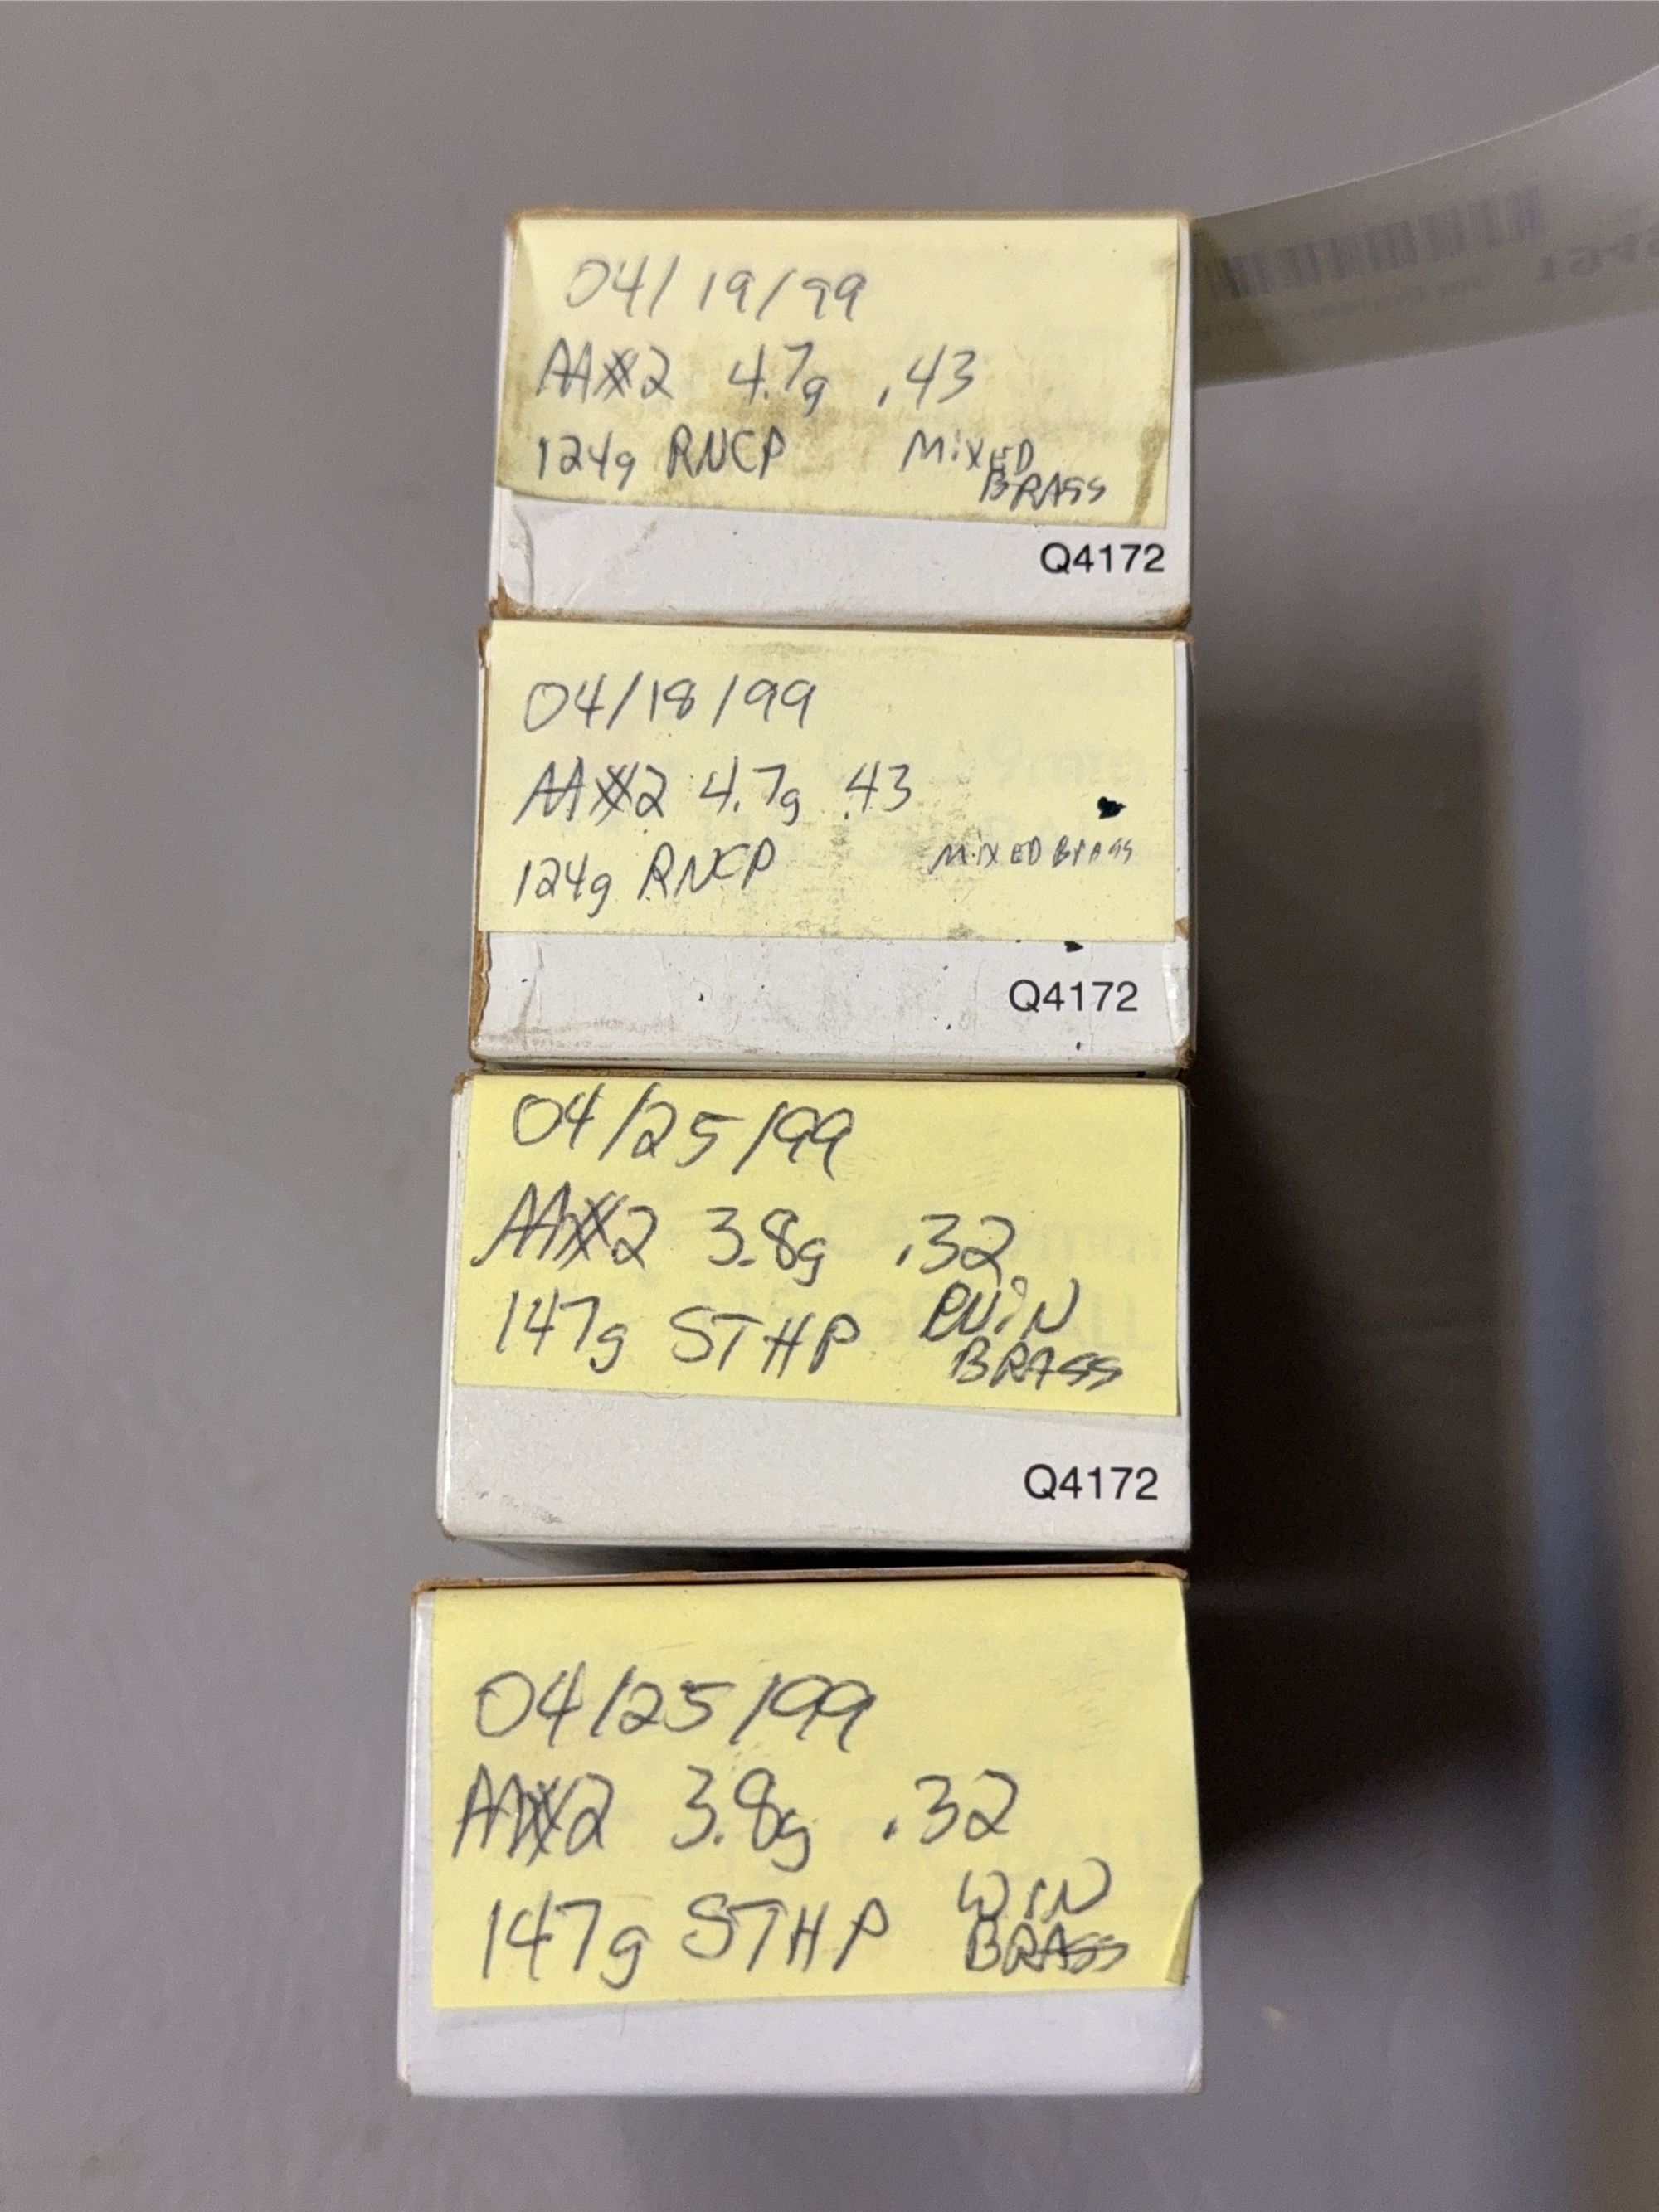 04/19/99
AA#2 4.7g .43
124g RNCP MixED
BRASS
Q4172
04/18/99
AA#2 4.7g .43
124g RNCP MixED BrASS
Q4172
04/25/99
AA#2 3.8g .32
147g STHP WiN
BRASS
Q4172
04/25/99
AA#2 3.8g .32
147g STHP WIN
BRASS